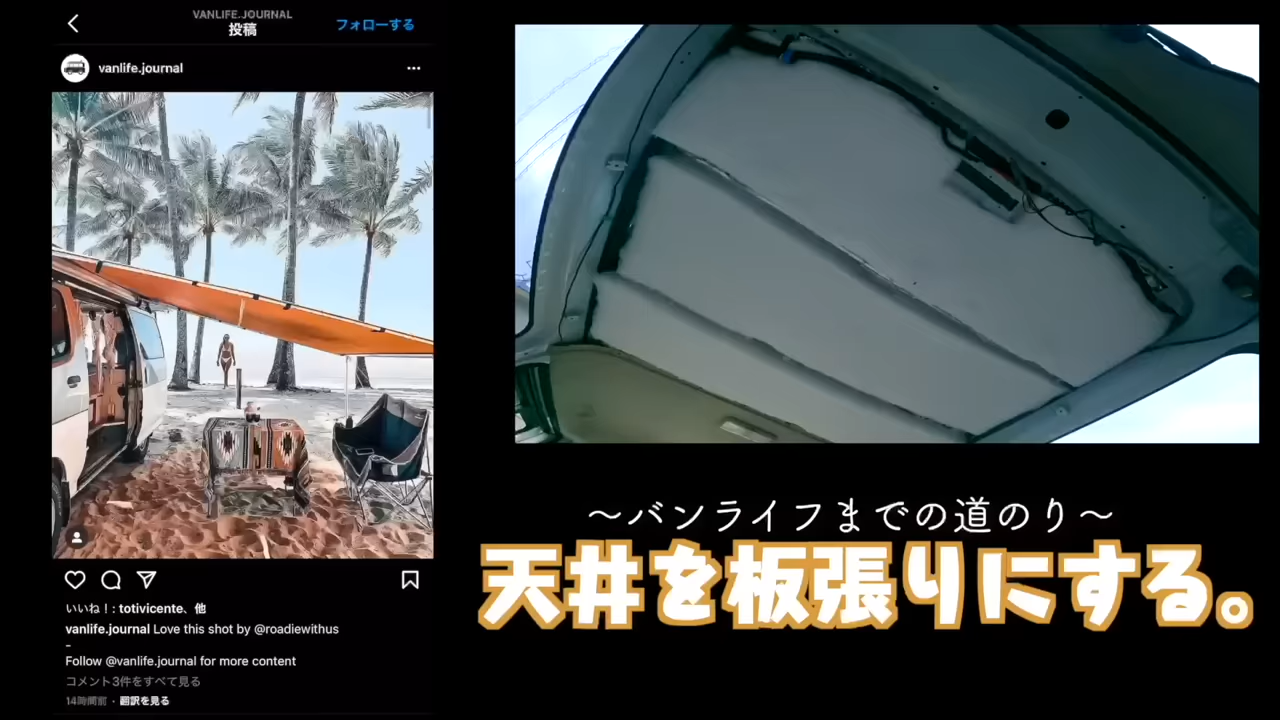 VANLIFE.JOURNAL
投稿
フォローする
vanlife.journal
いいね!: totivicente、他
vanlife.journal Love this shot by @roadiewithus
-
Follow @vanlife.journal for more content
コメント3件をすべて見る
14時間前・翻訳を見る
〜バンライフまでの道のり〜
天井を板張りにする。